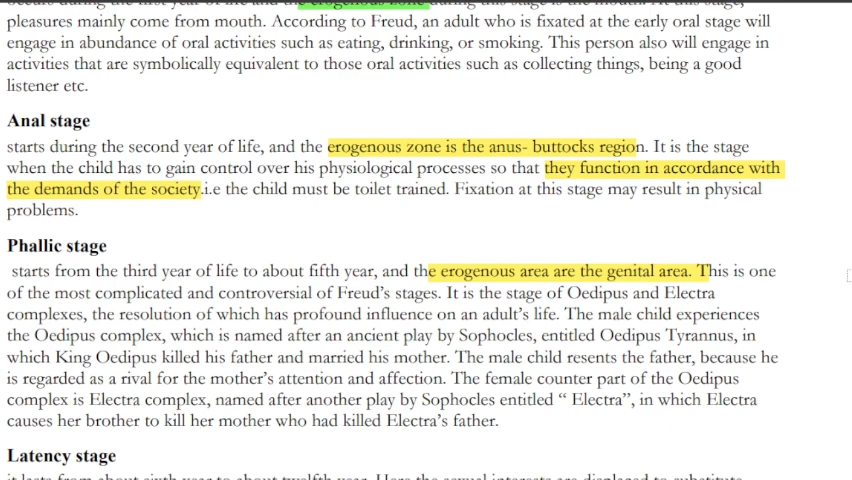 pleasures mainly come from mouth. According to Freud, an adult who is fixated at the early oral stage will
engage in abundance of oral activities such as eating, drinking, or smoking. This person also will engage in
activities that are symbolically equivalent to those oral activities such as collecting things, being a good
listener etc.
Anal stage
starts during the second year of life, and the erogenous zone is the anus- buttocks region. It is the stage
when the child has to gain control over his physiological processes so that they function in accordance with
the demands of the society.i.e the child must be toilet trained. Fixation at this stage may result in physical
problems.
Phallic stage
starts from the third year of life to about fifth year, and the erogenous area are the genital area. This is one
of the most complicated and controversial of Freud's stages. It is the stage of Oedipus and Electra
complexes, the resolution of which has profound influence on an adult's life. The male child experiences
the Oedipus complex, which is named after an ancient play by Sophocles, entitled Oedipus Tyrannus, in
which King Oedipus killed his father and married his mother. The male child resents the father, because he
is regarded as a rival for the mother's attention and affection. The female counter part of the Oedipus
complex is Electra complex, named after another play by Sophocles entitled “ Electra”, in which Electra
causes her brother to kill her mother who had killed Electra's father.
Latency stage